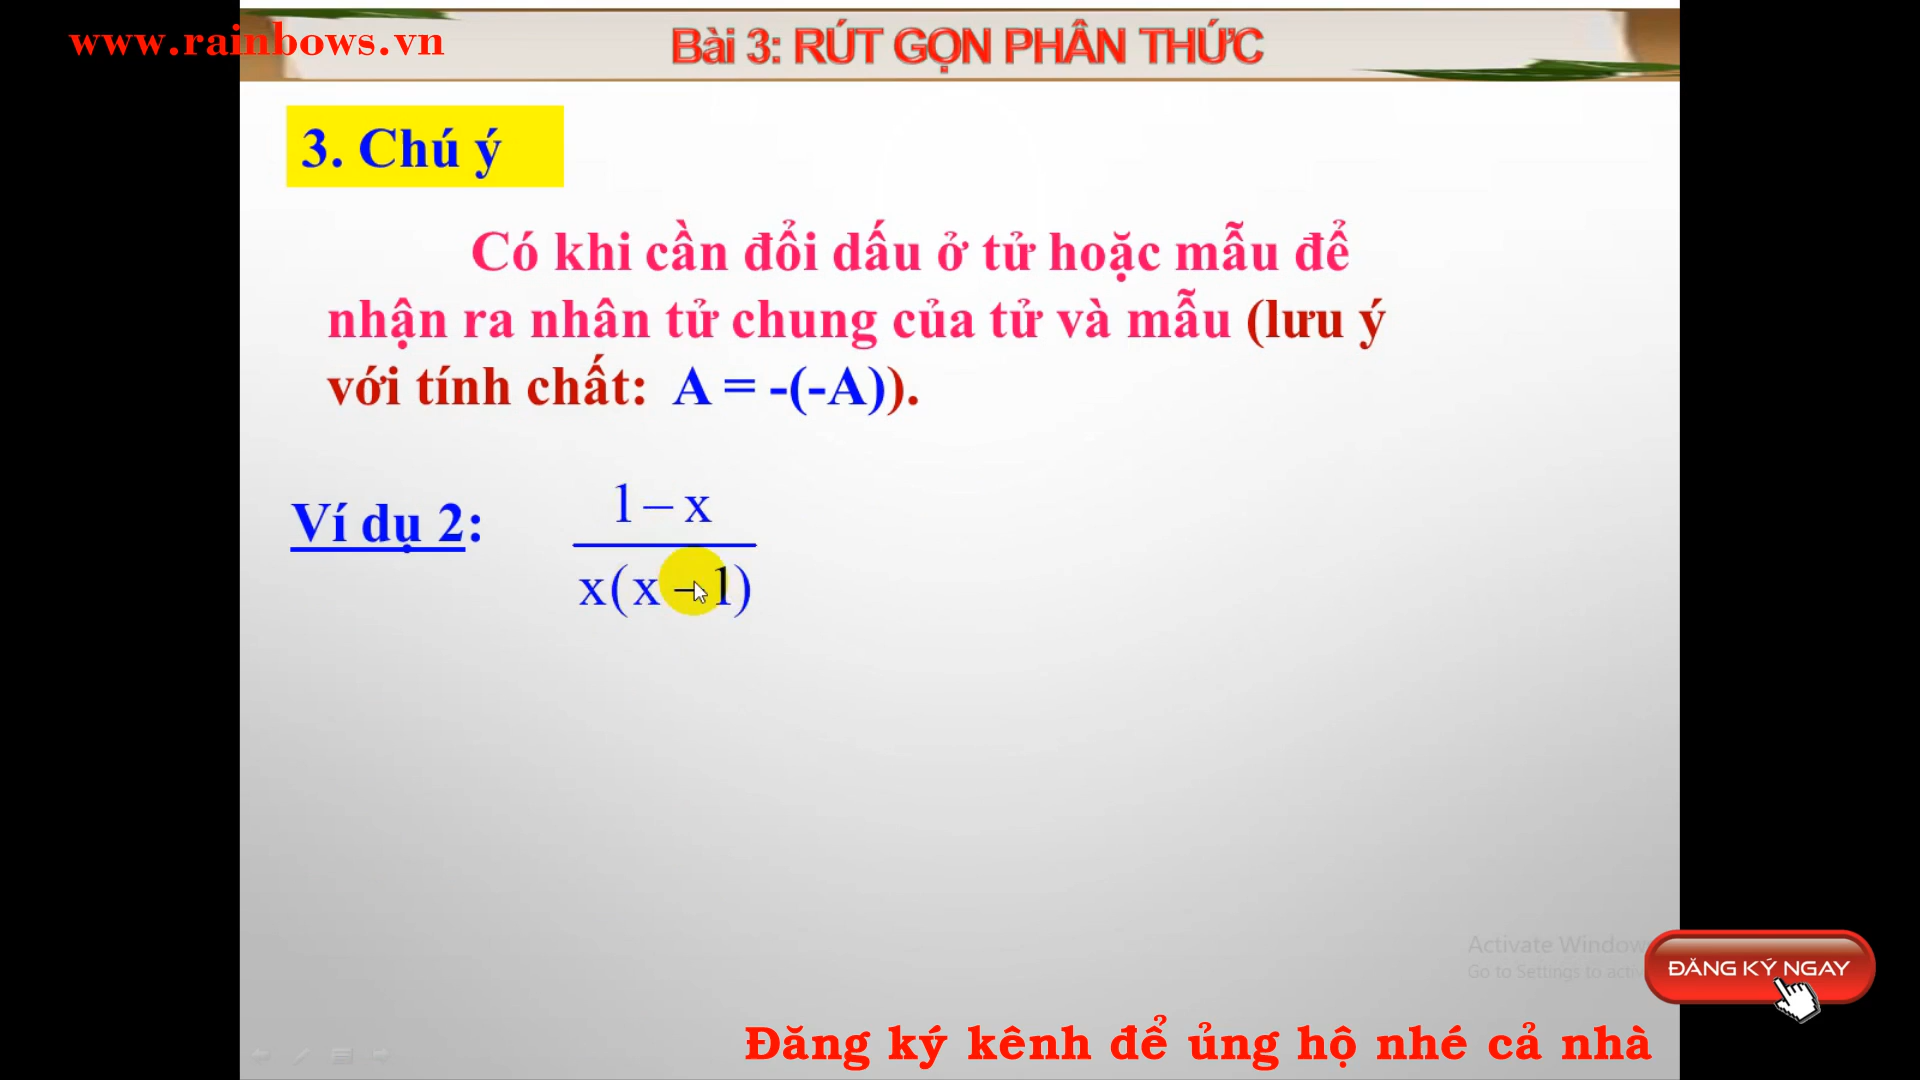 www.rainbows.vn
Bài 3: RÚT GỌN PHÂN THỨC
3. Chú ý
Có khi cần đổi dấu ở tử hoặc mẫu để
nhận ra nhân tử chung của tử và mẫu (lưu ý
với tính chất: A = -(-A)).
Ví dụ 2:
1 – x
x(x – 1)
Activate Window
Go to Settings to activ
ĐĂNG KÝ NGAY
Đăng ký kênh để ủng hộ nhé cả nhà